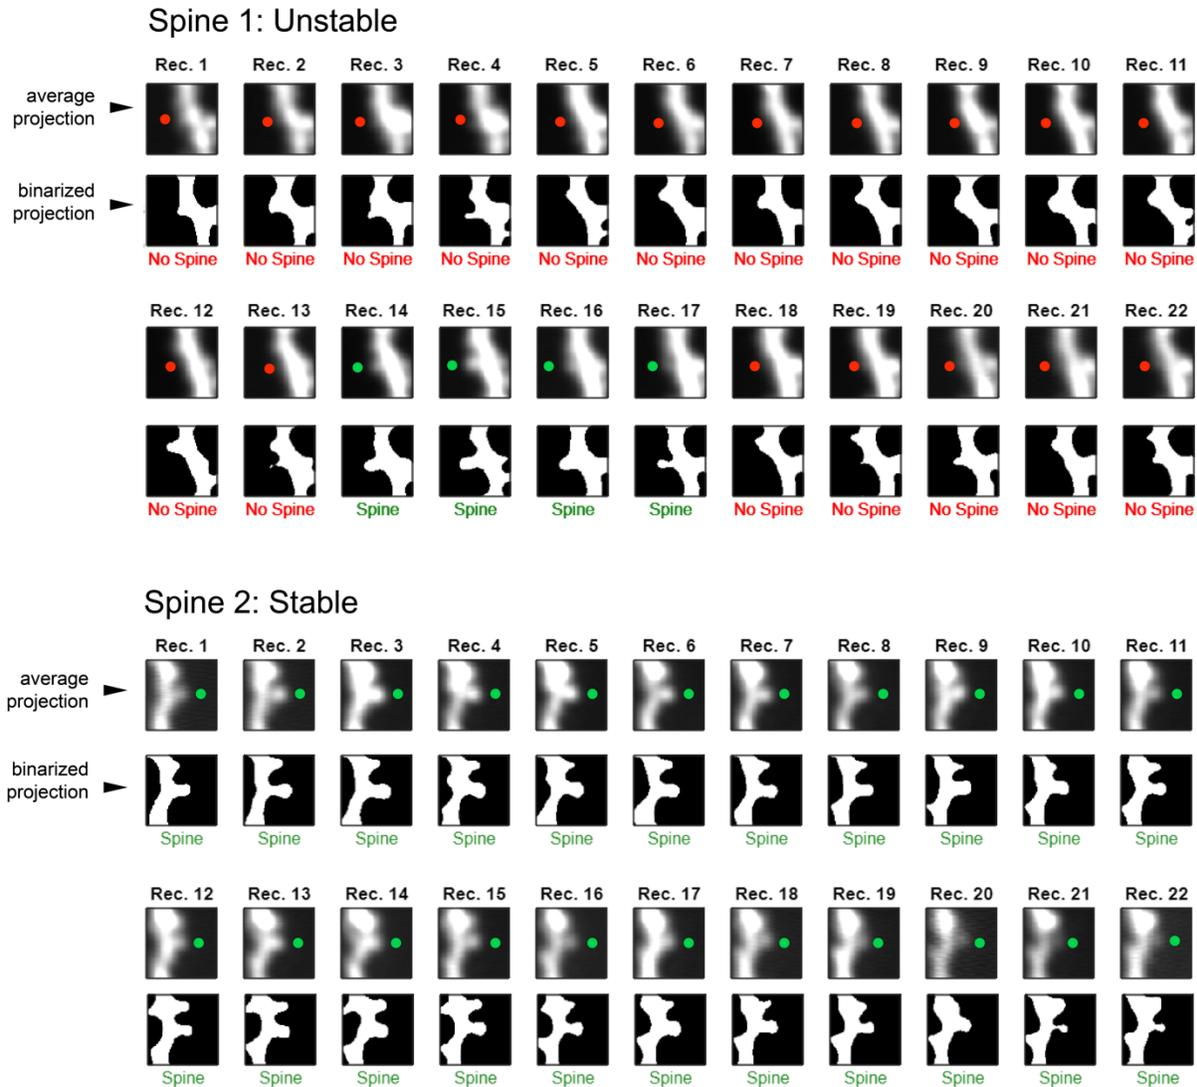 Spine 1: Unstable
Rec. 1 Rec. 2 Rec. 3 Rec. 4 Rec. 5 Rec. 6 Rec. 7 Rec. 8 Rec. 9 Rec. 10 Rec. 11
average
projection
binarized
projection
No Spine No Spine No Spine No Spine No Spine No Spine No Spine No Spine No Spine No Spine No Spine
Rec. 12 Rec. 13 Rec. 14 Rec. 15 Rec. 16 Rec. 17 Rec. 18 Rec. 19 Rec. 20 Rec. 21 Rec. 22
No Spine No Spine Spine Spine Spine Spine No Spine No Spine No Spine No Spine No Spine
Spine 2: Stable
Rec. 1 Rec. 2 Rec. 3 Rec. 4 Rec. 5 Rec. 6 Rec. 7 Rec. 8 Rec. 9 Rec. 10 Rec. 11
average
projection
binarized
projection
Spine Spine Spine Spine Spine Spine Spine Spine Spine Spine Spine
Rec. 12 Rec. 13 Rec. 14 Rec. 15 Rec. 16 Rec. 17 Rec. 18 Rec. 19 Rec. 20 Rec. 21 Rec. 22
Spine Spine Spine Spine Spine Spine Spine Spine Spine Spine Spine